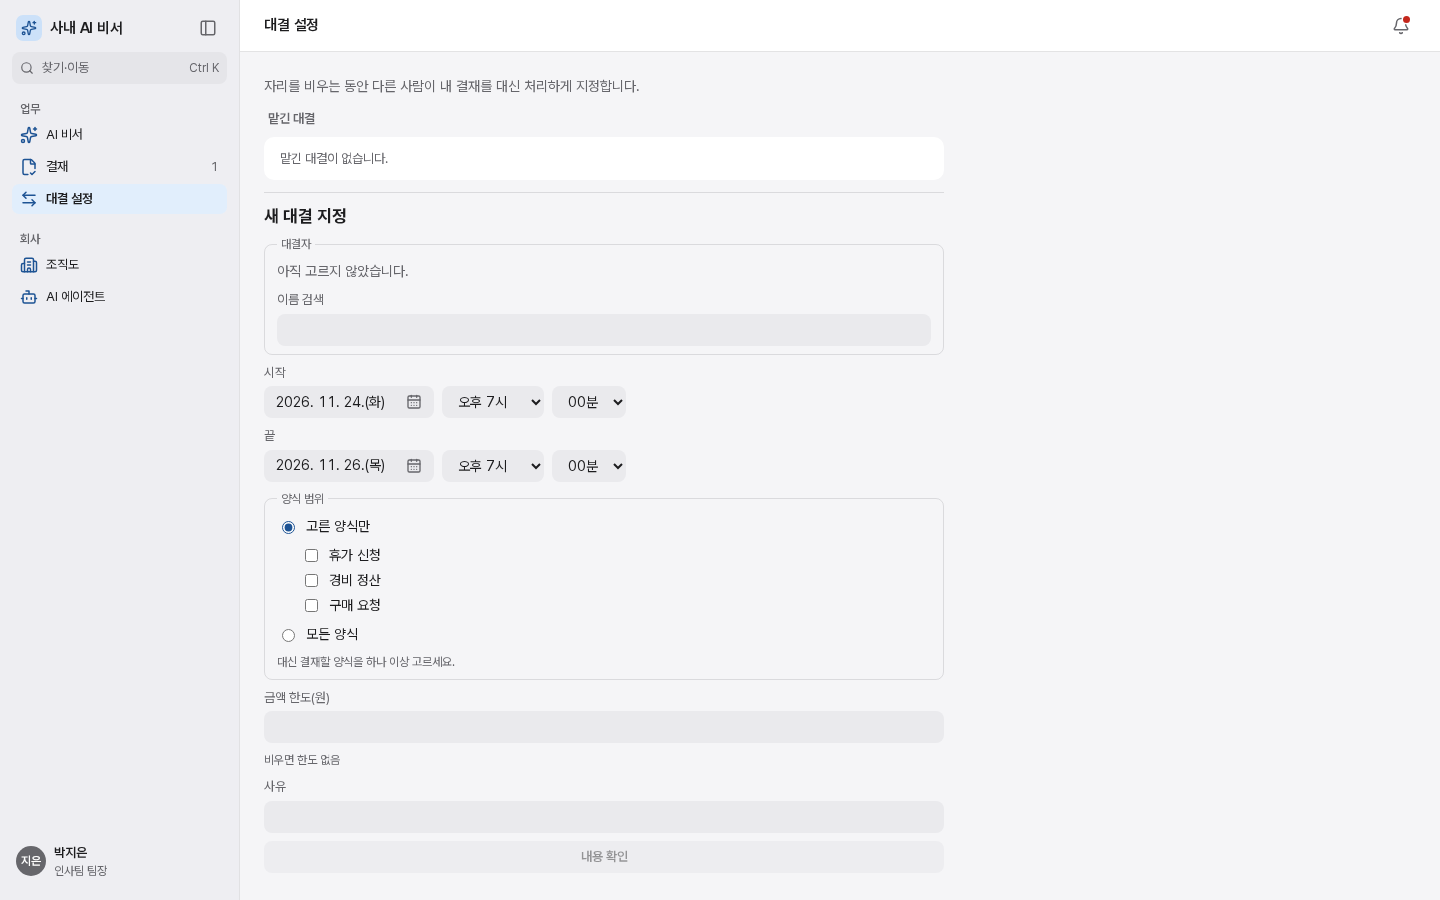 사내 AI 비서
찾기·이동 Ctrl K
업무
AI 비서
결재 1
대결 설정
회사
조직도
AI 에이전트
지은
박지은
인사팀 팀장
대결 설정
자리를 비우는 동안 다른 사람이 내 결재를 대신 처리하게 지정합니다.
맡긴 대결
맡긴 대결이 없습니다.
새 대결 지정
대결자
아직 고르지 않았습니다.
이름 검색
시작
2026. 11. 24.(화) 오후 7시 00분
끝
2026. 11. 26.(목) 오후 7시 00분
양식 범위
고른 양식만
휴가 신청
경비 정산
구매 요청
모든 양식
대신 결재할 양식을 하나 이상 고르세요.
금액 한도(원)
비우면 한도 없음
사유
내용 확인